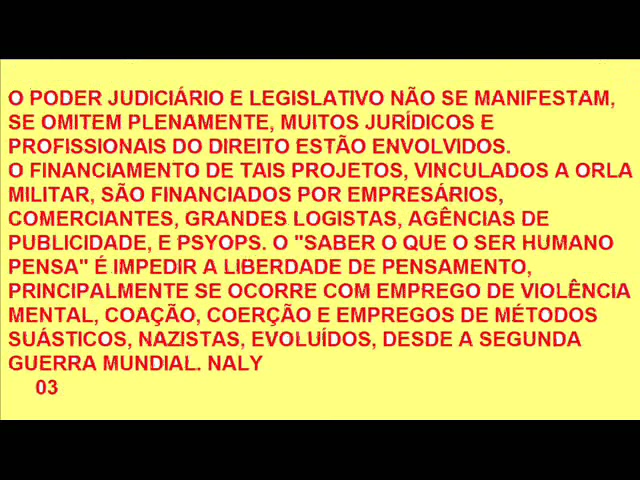 O PODER JUDICIÁRIO E LEGISLATIVO NÃO SE MANIFESTAM,
SE OMITEM PLENAMENTE, MUITOS JURÍDICOS E
PROFISSIONAIS DO DIREITO ESTÃO ENVOLVIDOS.
O FINANCIAMENTO DE TAIS PROJETOS, VINCULADOS A ORLA
MILITAR, SÃO FINANCIADOS POR EMPRESÁRIOS,
COMERCIANTES, GRANDES LOGISTAS, AGÊNCIAS DE
PUBLICIDADE, E PSYOPS. O "SABER O QUE O SER HUMANO
PENSA" É IMPEDIR A LIBERDADE DE PENSAMENTO,
PRINCIPALMENTE SE OCORRE COM EMPREGO DE VIOLÊNCIA
MENTAL, COAÇÃO, COERÇÃO E EMPREGOS DE MÉTODOS
SUÁSTICOS, NAZISTAS, EVOLUÍDOS, DESDE A SEGUNDA
GUERRA MUNDIAL. NALY
03